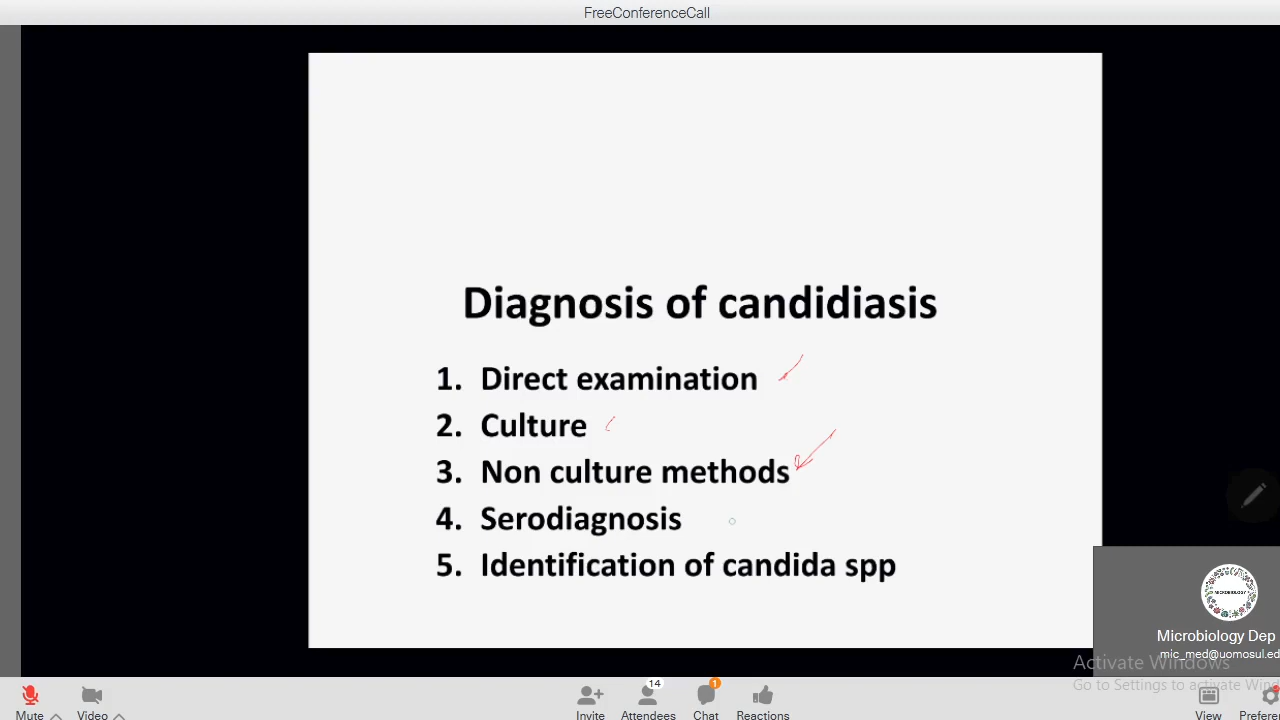 FreeConferenceCall
Diagnosis of candidiasis
1. Direct examination
2. Culture
3. Non culture methods
4. Serodiagnosis
5. Identification of candida spp
MICROBIOLOGY
Microbiology Dep
mic_med@uomosul.ed
Activate Windows
Go to Settings to activate Wind
14
1
Mute
Video
Invite
Attendees
Chat
Reactions
View
Prefere